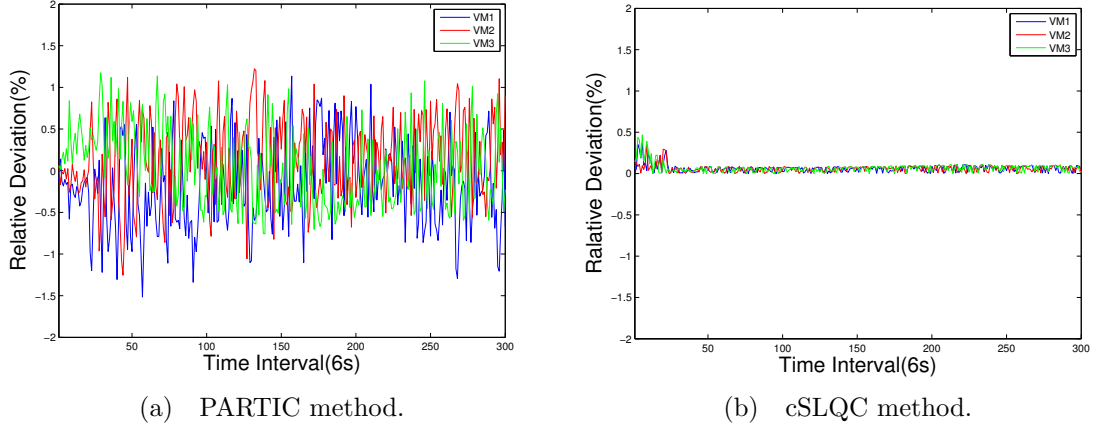 2
1.5
1
0.5
0
−0.5
−1
−1.5
−2
50 100 150 200 250 300
Relative Deviation(%)
Time Interval(6s)
VM1
VM2
VM3
(a) PARTIC method.
2
1.5
1
0.5
0
−0.5
−1
−1.5
−2
50 100 150 200 250 300
Ralative Deviation(%)
Time Interval(6s)
VM1
VM2
VM3
(b) cSLQC method.